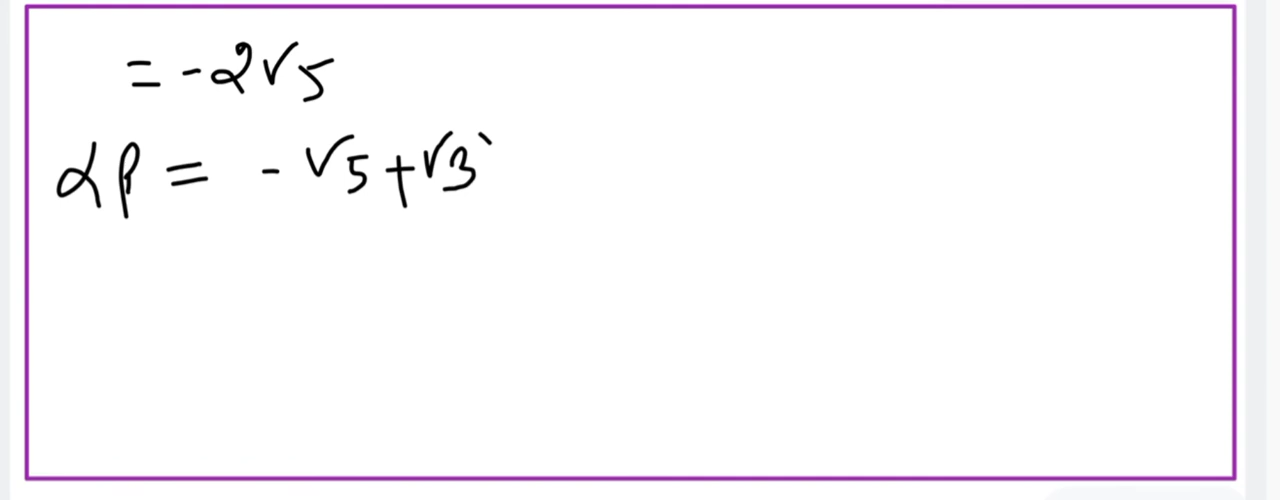 = -2√5
αβ = -√5+√3